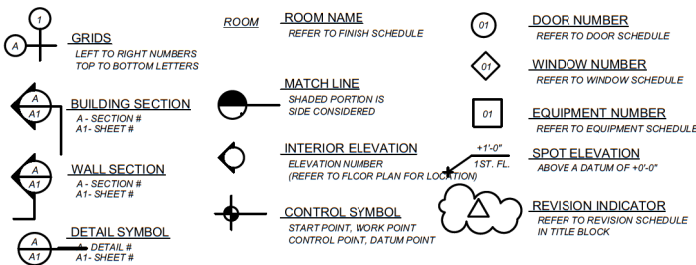 1
A
GRIDS
LEFT TO RIGHT NUMBERS
TOP TO BOTTOM LETTERS
A
A1
BUILDING SECTION
A - SECTION #
A1- SHEET #
A
A1
WALL SECTION
A - SECTION #
A1- SHEET #
A
A1
DETAIL SYMBOL
A - DETAIL #
A1- SHEET #
ROOM
ROOM NAME
REFER TO FINISH SCHEDULE
MATCH LINE
SHADED PORTION IS
SIDE CONSIDERED
INTERIOR ELEVATION
ELEVATION NUMBER
(REFER TO FLOOR PLAN FOR LOCATION)
CONTROL SYMBOL
START POINT, WORK POINT
CONTROL POINT, DATUM POINT
01
DOOR NUMBER
REFER TO DOOR SCHEDULE
01
WINDOW NUMBER
REFER TO WINDOW SCHEDULE
01
EQUIPMENT NUMBER
REFER TO EQUIPMENT SCHEDULE
+1'-0"
1ST. FL.
SPOT ELEVATION
ABOVE A DATUM OF +0'-0"
REVISION INDICATOR
REFER TO REVISION SCHEDULE
IN TITLE BLOCK